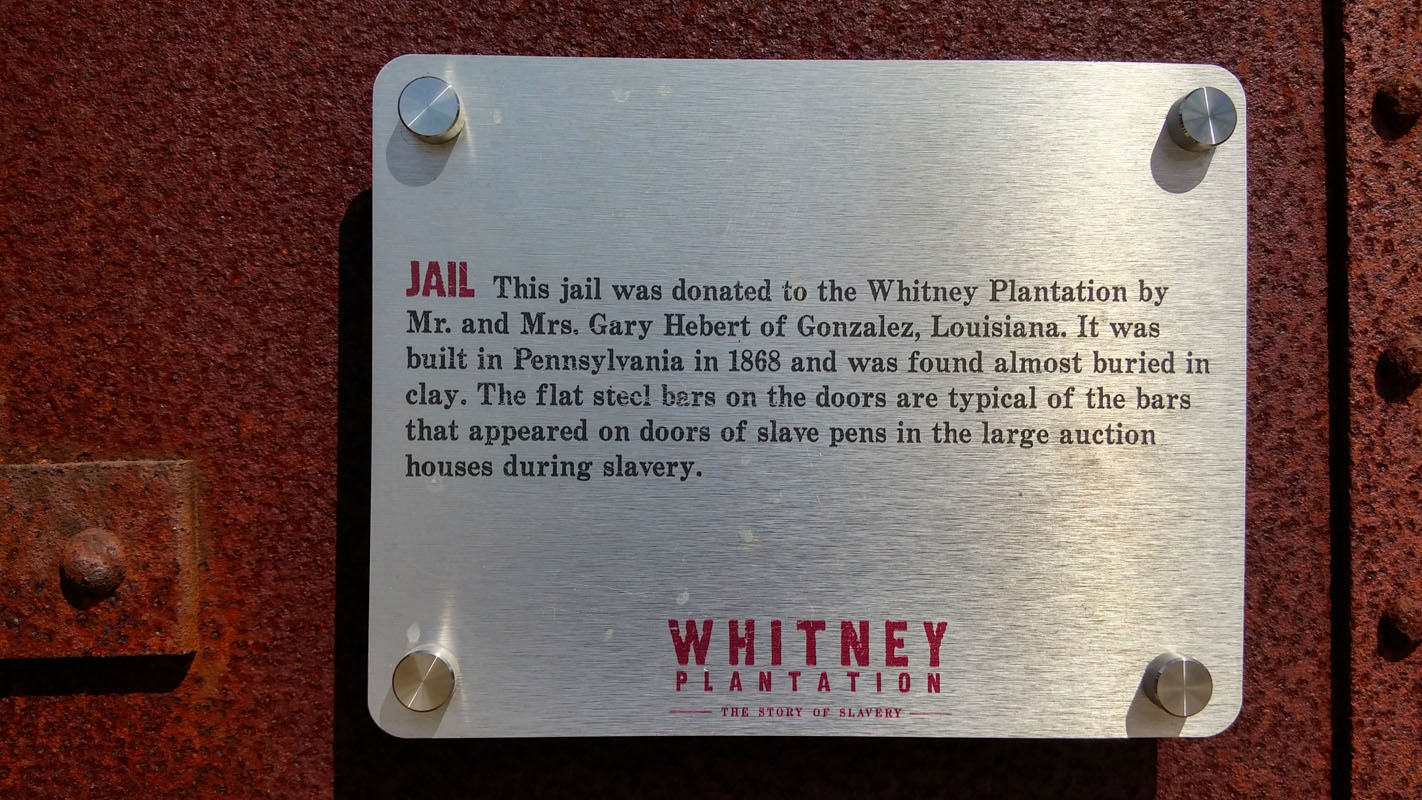 JAIL This jail was donated to the Whitney Plantation by
Mr. and Mrs. Gary Hebert of Gonzalez, Louisiana. It was
built in Pennsylvania in 1868 and was found almost buried in
clay. The flat steel bars on the doors are typical of the bars
that appeared on doors of slave pens in the large auction
houses during slavery.
WHITNEY
PLANTATION
THE STORY OF SLAVERY